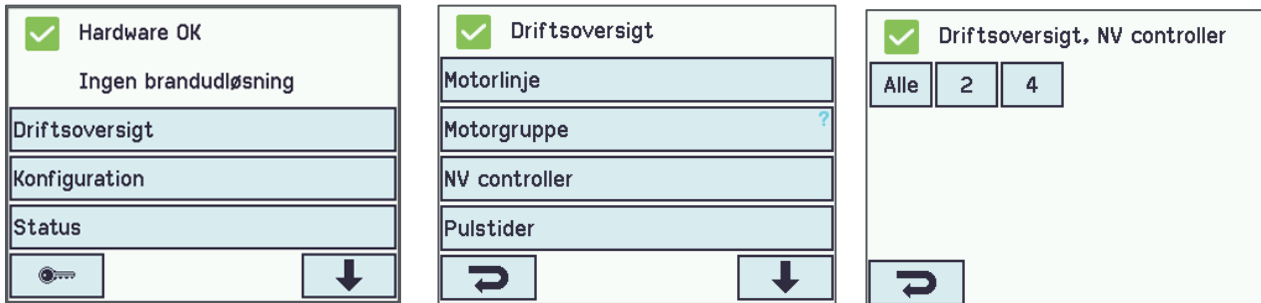 Hardware OK
Ingen brandudløsning
Driftsoversigt
Konfiguration
Status
Driftsoversigt
Motorlinje
Motorgruppe ?
NV controller
Pulstider
Driftsoversigt, NV controller
Alle 2 4